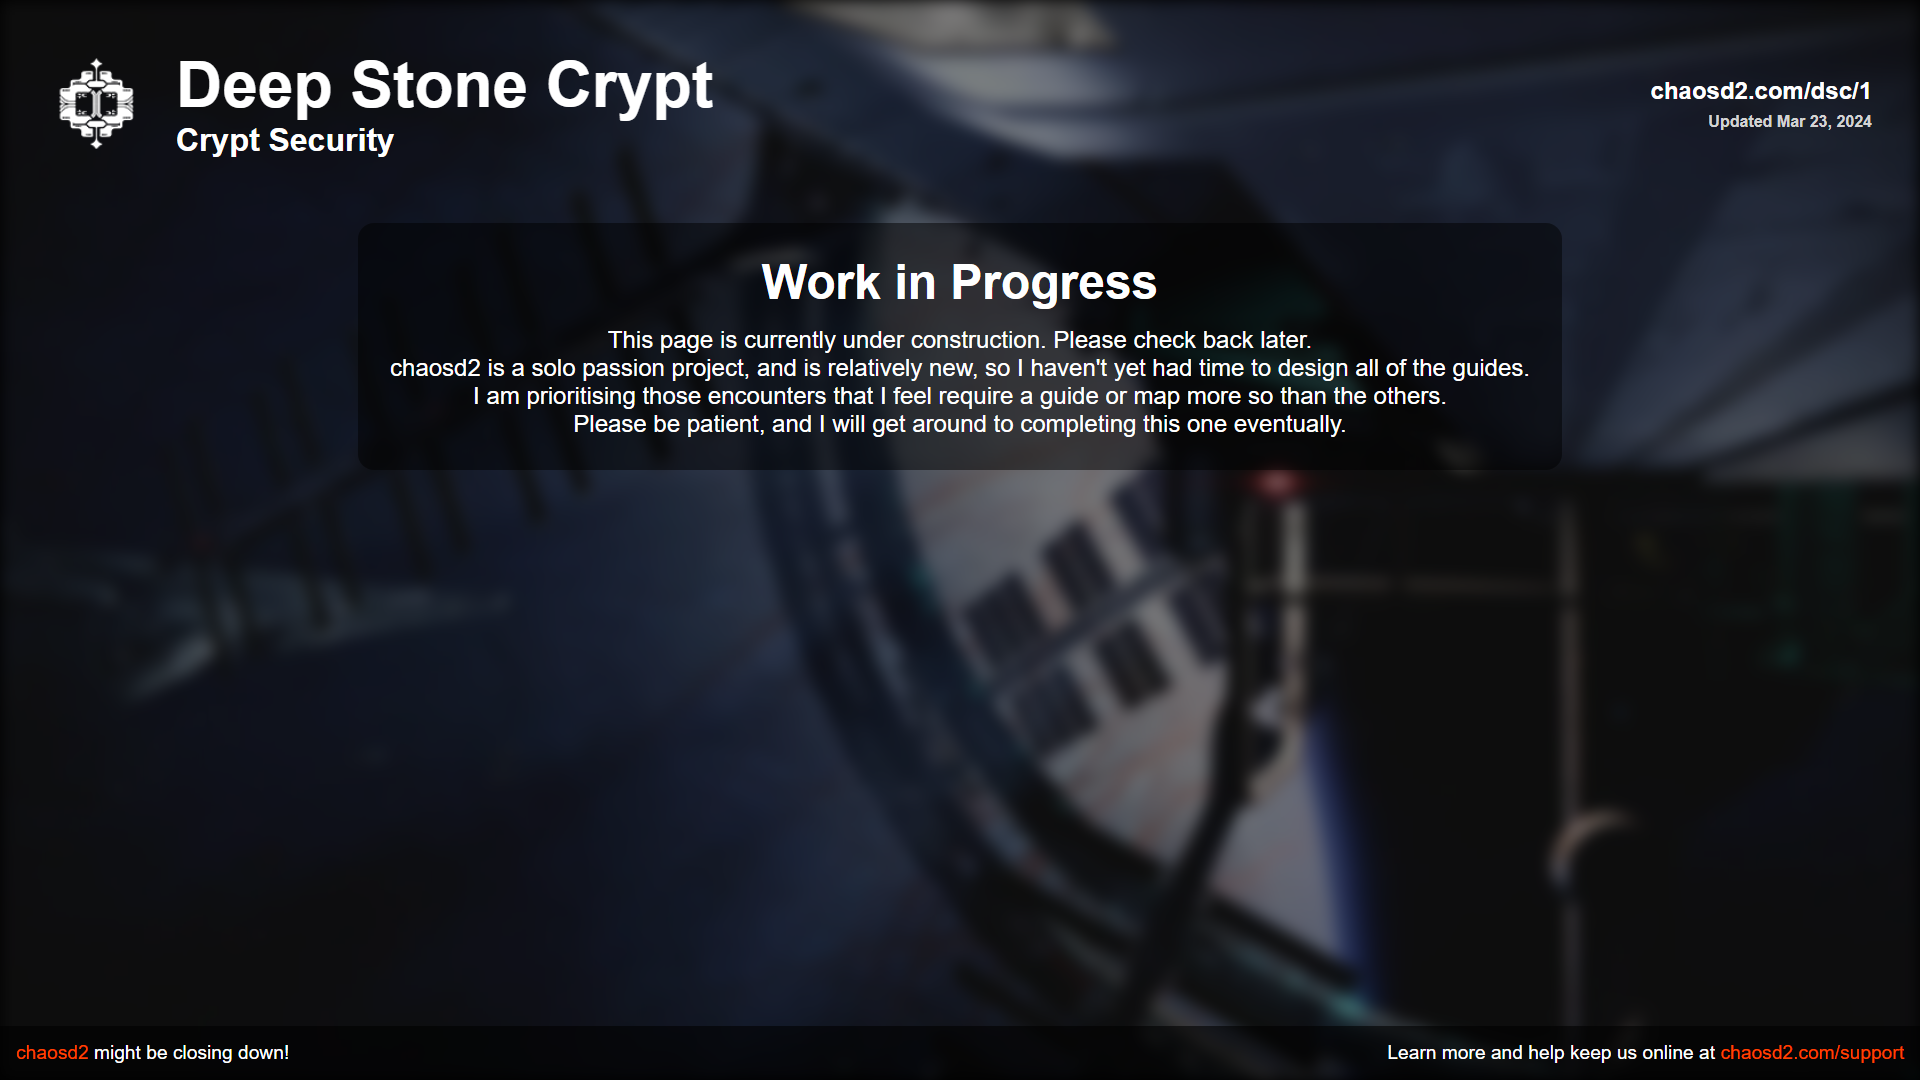 Deep Stone Crypt
Crypt Security
chaosd2.com/dsc/1
Updated Mar 23, 2024
Work in Progress
This page is currently under construction. Please check back later.
chaosd2 is a solo passion project, and is relatively new, so I haven't yet had time to design all of the guides.
I am prioritising those encounters that I feel require a guide or map more so than the others.
Please be patient, and I will get around to completing this one eventually.
chaosd2 might be closing down!
Learn more and help keep us online at chaosd2.com/support